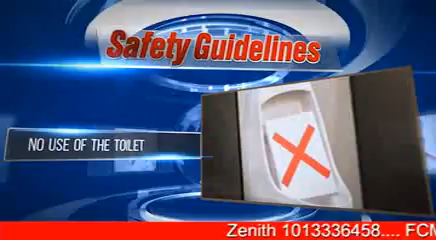 Safety Guidelines
NO USE OF THE TOILET
Zenith 1013336458.... FCM